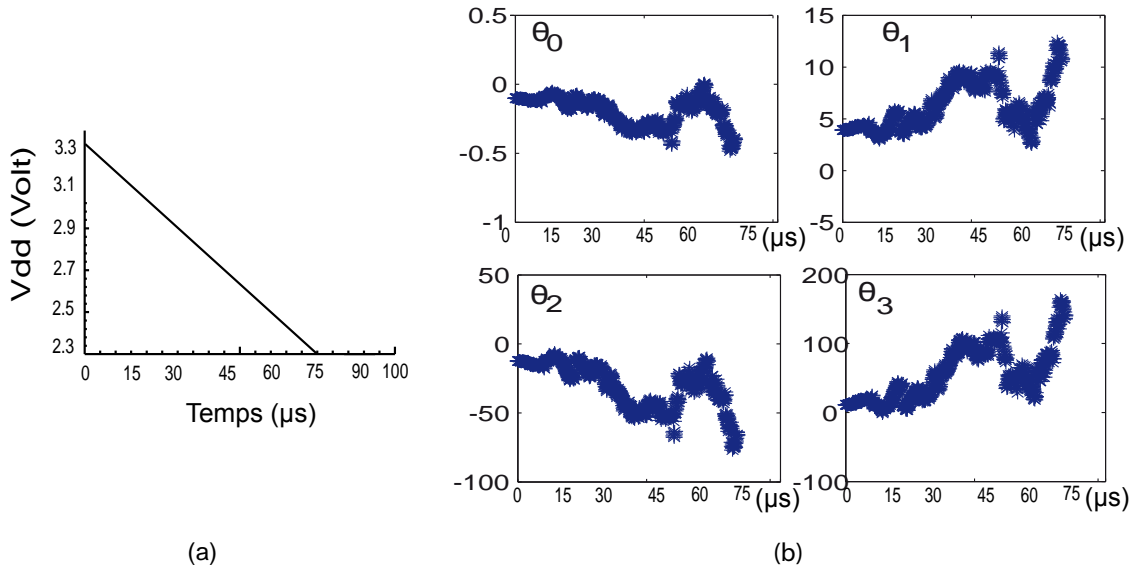 Vdd (Volt)
3.3
3.1
2.9
2.7
2.5
2.3
0 15 30 45 60 75 90 100
Temps (µs)
(a)
θ0
0.5
0
-0.5
-1
0 15 30 45 60 75 (µs)
θ1
15
10
5
0
-5
0 15 30 45 60 75 (µs)
θ2
50
0
-50
-100
0 15 30 45 60 75 (µs)
θ3
200
100
0
-100
0 15 30 45 60 75 (µs)
(b)